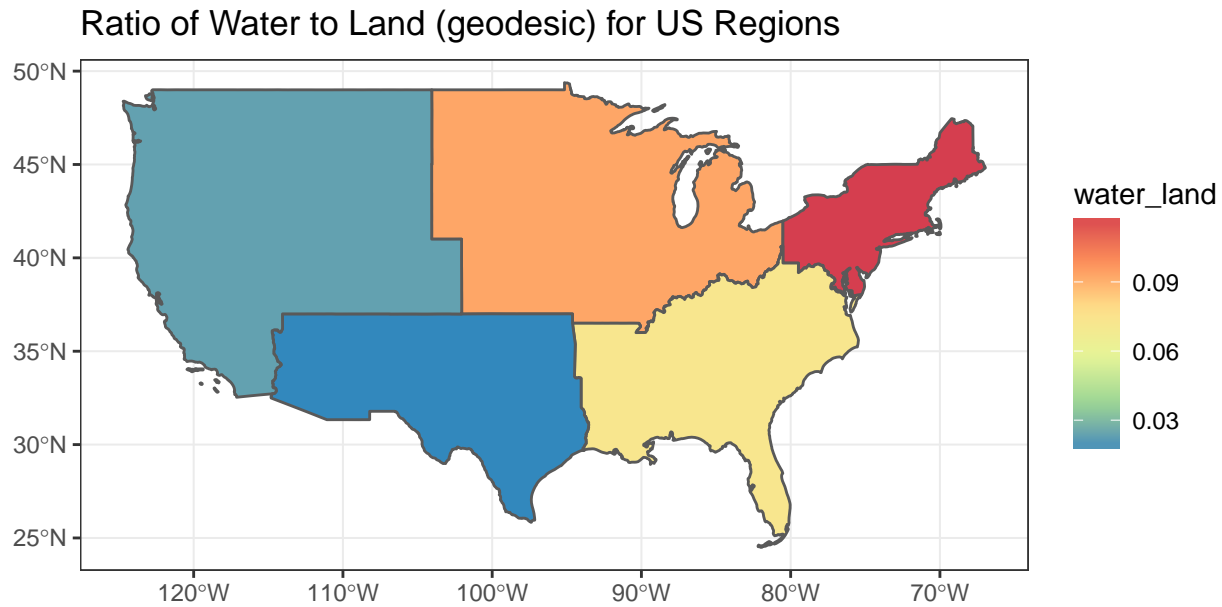 Ratio of Water to Land (geodesic) for US Regions
50°N
45°N
40°N
35°N
30°N
25°N
120°W 110°W 100°W 90°W 80°W 70°W
water_land
0.09
0.06
0.03